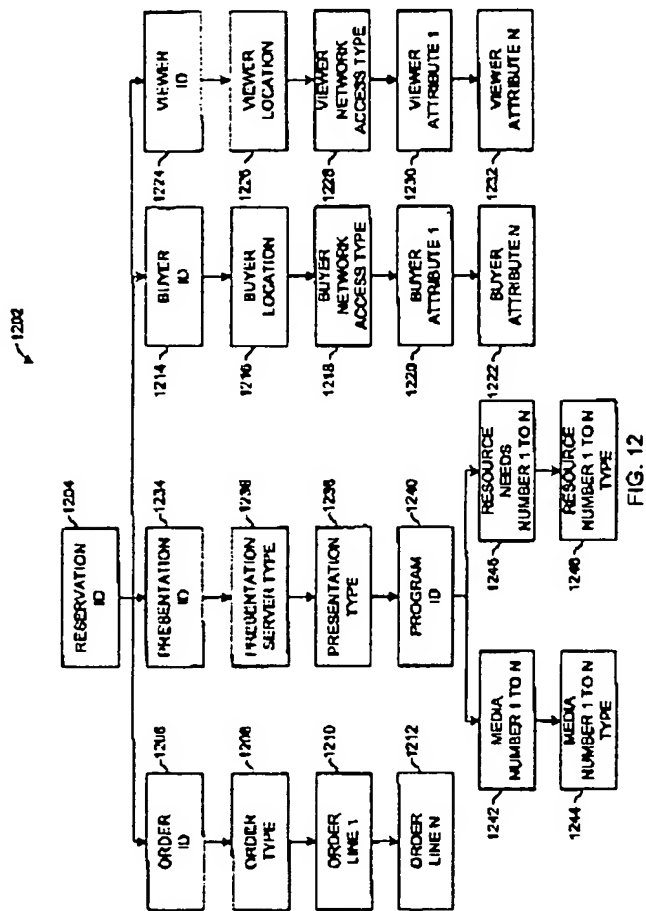 1202
1204
RESERVATION
ID
1206
ORDER
ID
1208
ORDER
TYPE
1210
ORDER
LINE 1
1212
ORDER
LINE N
1234
PRESENTATION
ID
PRESENTATION
SERVER TYPE
PRESENTATION
TYPE
1240
PROGRAM
ID
1242
MEDIA
NUMBER 1 TO N
1244
MEDIA
NUMBER 1 TO N
TYPE
RESOURCE
NEEDS
NUMBER 1 TO N
RESOURCE
NUMBER 1 TO N
TYPE
1214
BUYER
ID
1216
BUYER
LOCATION
1218
BUYER
NETWORK
ACCESS TYPE
1220
BUYER
ATTRIBUTE 1
1222
BUYER
ATTRIBUTE N
1224
VIEWER
ID
1226
VIEWER
LOCATION
1228
VIEWER
NETWORK
ACCESS TYPE
1230
VIEWER
ATTRIBUTE 1
1232
VIEWER
ATTRIBUTE N
FIG. 12